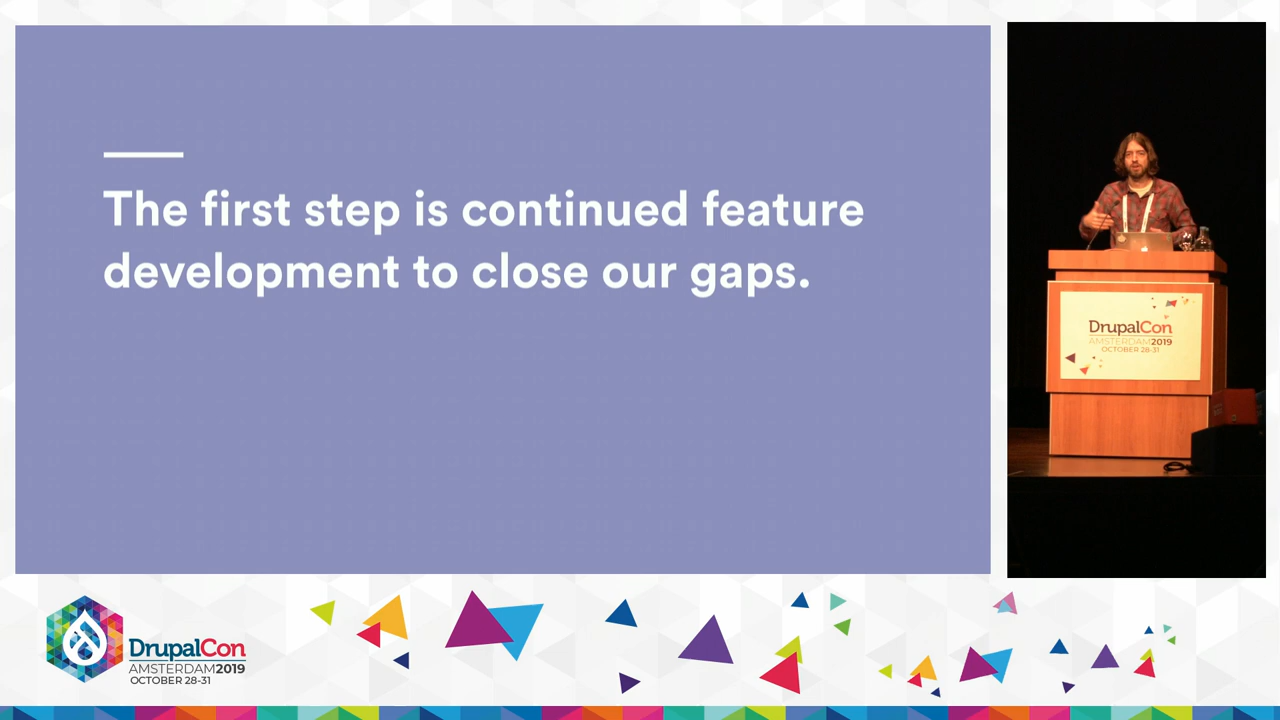 The first step is continued feature
development to close our gaps.
DrupalCon
AMSTERDAM2019
OCTOBER 28-31
DrupalCon
AMSTERDAM2019
OCTOBER 28-31